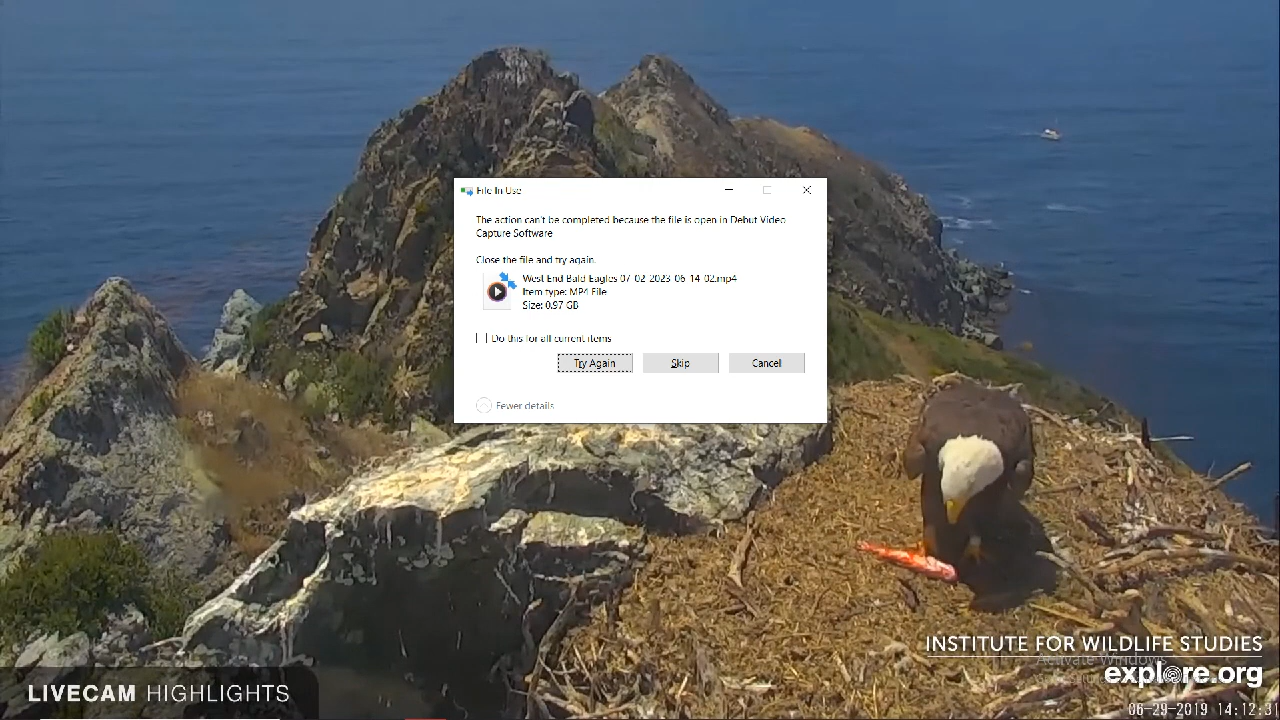 File In Use
The action can't be completed because the file is open in Debut Video
Capture Software
Close the file and try again.
West End Bald Eagles 07-02-2023-06-14-02.mp4
Item type: MP4 File
Size: 0.97 GB
Do this for all current items
Try Again
Skip
Cancel
Fewer details
INSTITUTE FOR WILDLIFE STUDIES
Activate Windows
explore.org
LIVECAM HIGHLIGHTS
06-29-2019 14:12:31